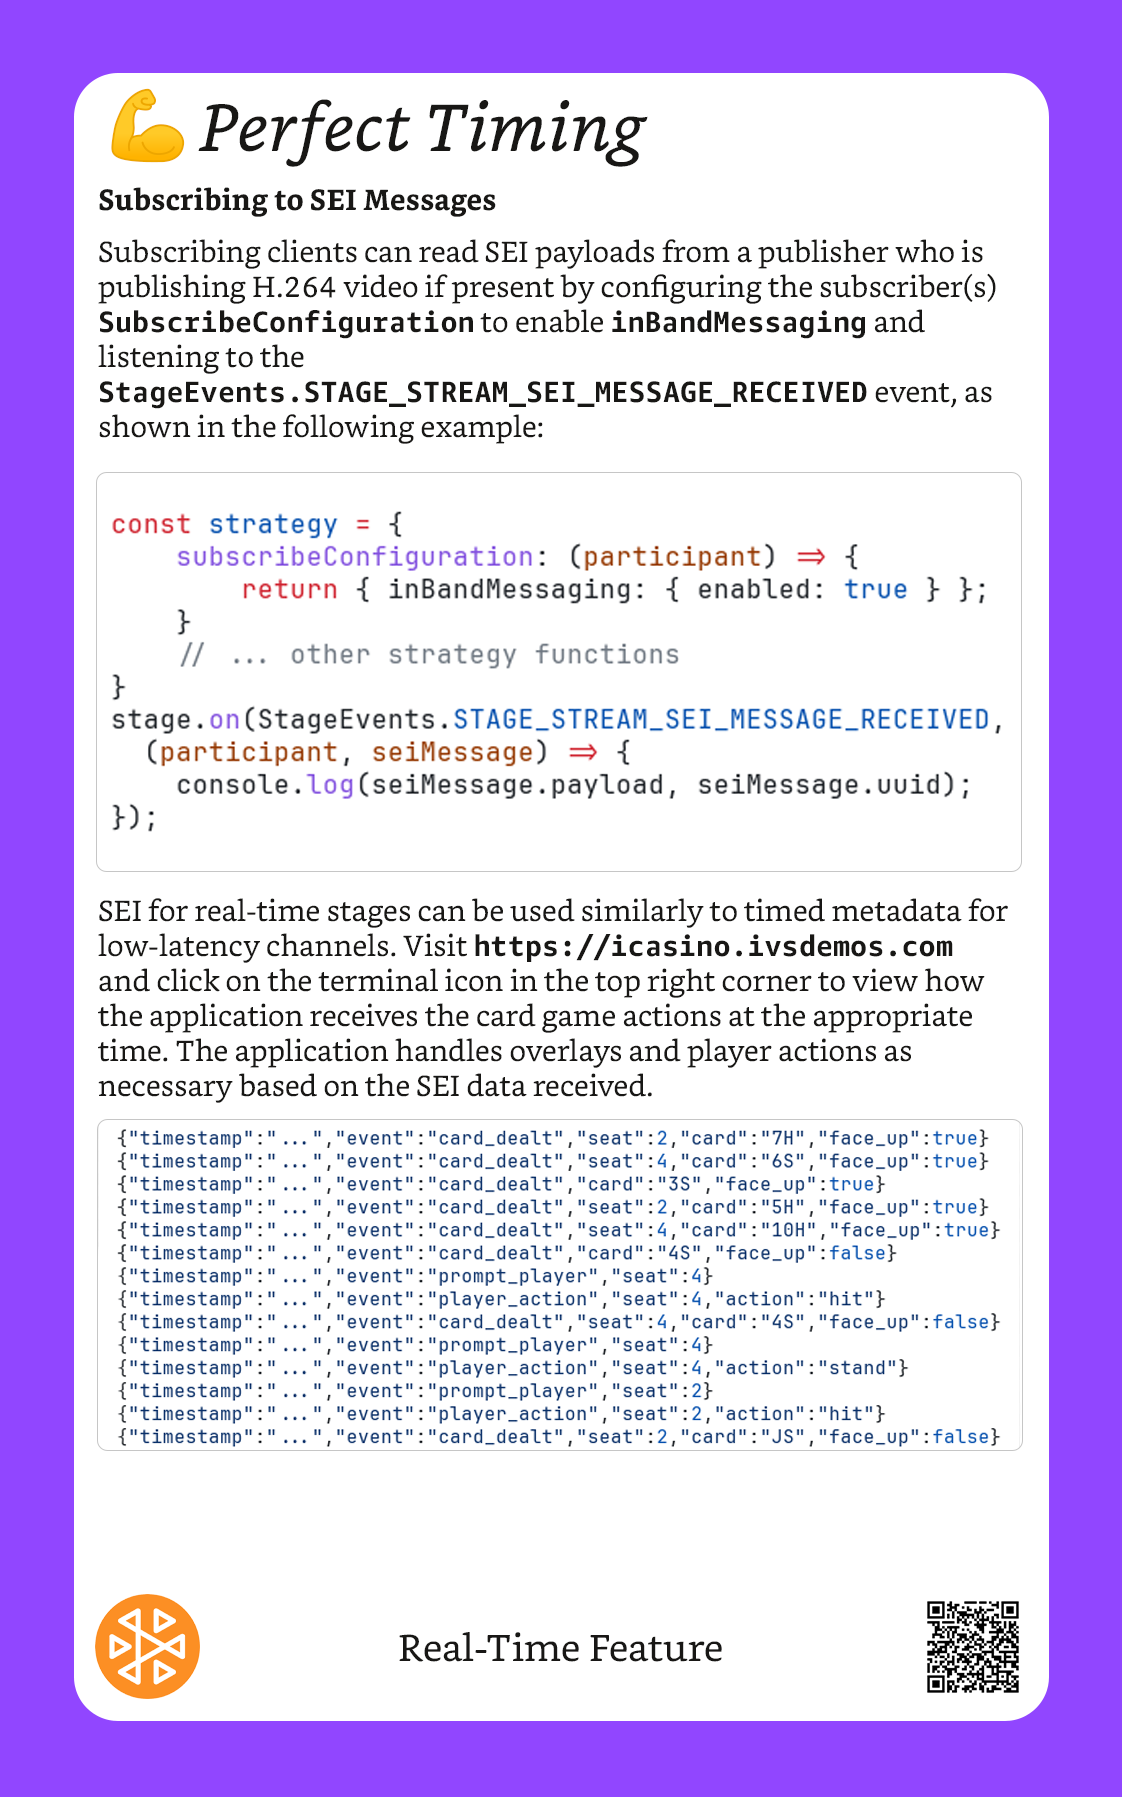 💪 Perfect Timing
Subscribing to SEI Messages
Subscribing clients can read SEI payloads from a publisher who is
publishing H.264 video if present by configuring the subscriber(s)
SubscribeConfiguration to enable inBandMessaging and
listening to the
StageEvents.STAGE_STREAM_SEI_MESSAGE_RECEIVED event, as
shown in the following example:
const strategy = {
    subscribeConfiguration: (participant) => {
        return { inBandMessaging: { enabled: true } };
    }
    // ... other strategy functions
}
stage.on(StageEvents.STAGE_STREAM_SEI_MESSAGE_RECEIVED,
  (participant, seiMessage) => {
    console.log(seiMessage.payload, seiMessage.uuid);
});
SEI for real-time stages can be used similarly to timed metadata for
low-latency channels. Visit https://icasino.ivsdemos.com
and click on the terminal icon in the top right corner to view how
the application receives the card game actions at the appropriate
time. The application handles overlays and player actions as
necessary based on the SEI data received.
{"timestamp":"...","event":"card_dealt","seat":2,"card":"7H","face_up":true}
{"timestamp":"...","event":"card_dealt","seat":4,"card":"6S","face_up":true}
{"timestamp":"...","event":"card_dealt","card":"3S","face_up":true}
{"timestamp":"...","event":"card_dealt","seat":2,"card":"5H","face_up":true}
{"timestamp":"...","event":"card_dealt","seat":4,"card":"10H","face_up":true}
{"timestamp":"...","event":"card_dealt","card":"4S","face_up":false}
{"timestamp":"...","event":"prompt_player","seat":4}
{"timestamp":"...","event":"player_action","seat":4,"action":"hit"}
{"timestamp":"...","event":"card_dealt","seat":4,"card":"4S","face_up":false}
{"timestamp":"...","event":"prompt_player","seat":4}
{"timestamp":"...","event":"player_action","seat":4,"action":"stand"}
{"timestamp":"...","event":"prompt_player","seat":2}
{"timestamp":"...","event":"player_action","seat":2,"action":"hit"}
{"timestamp":"...","event":"card_dealt","seat":2,"card":"JS","face_up":false}
Real-Time Feature